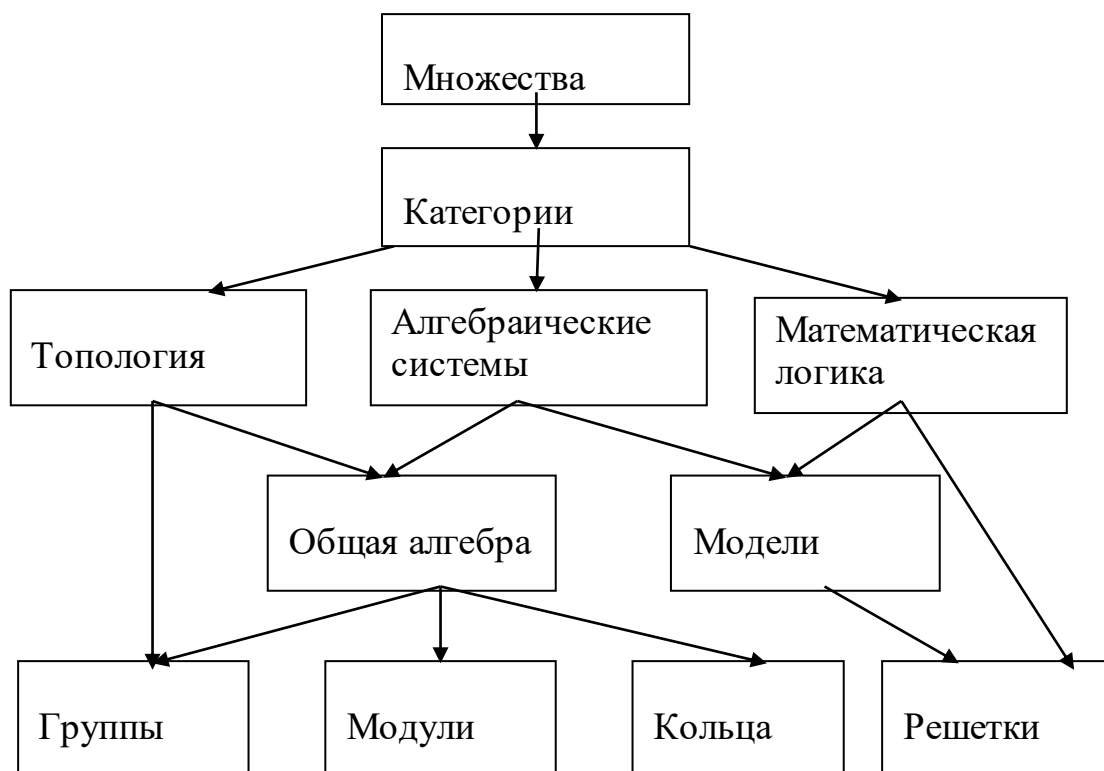 Множества
Категории
Топология
Алгебраические
системы
Математическая
логика
Общая алгебра
Модели
Группы
Модули
Кольца
Решетки